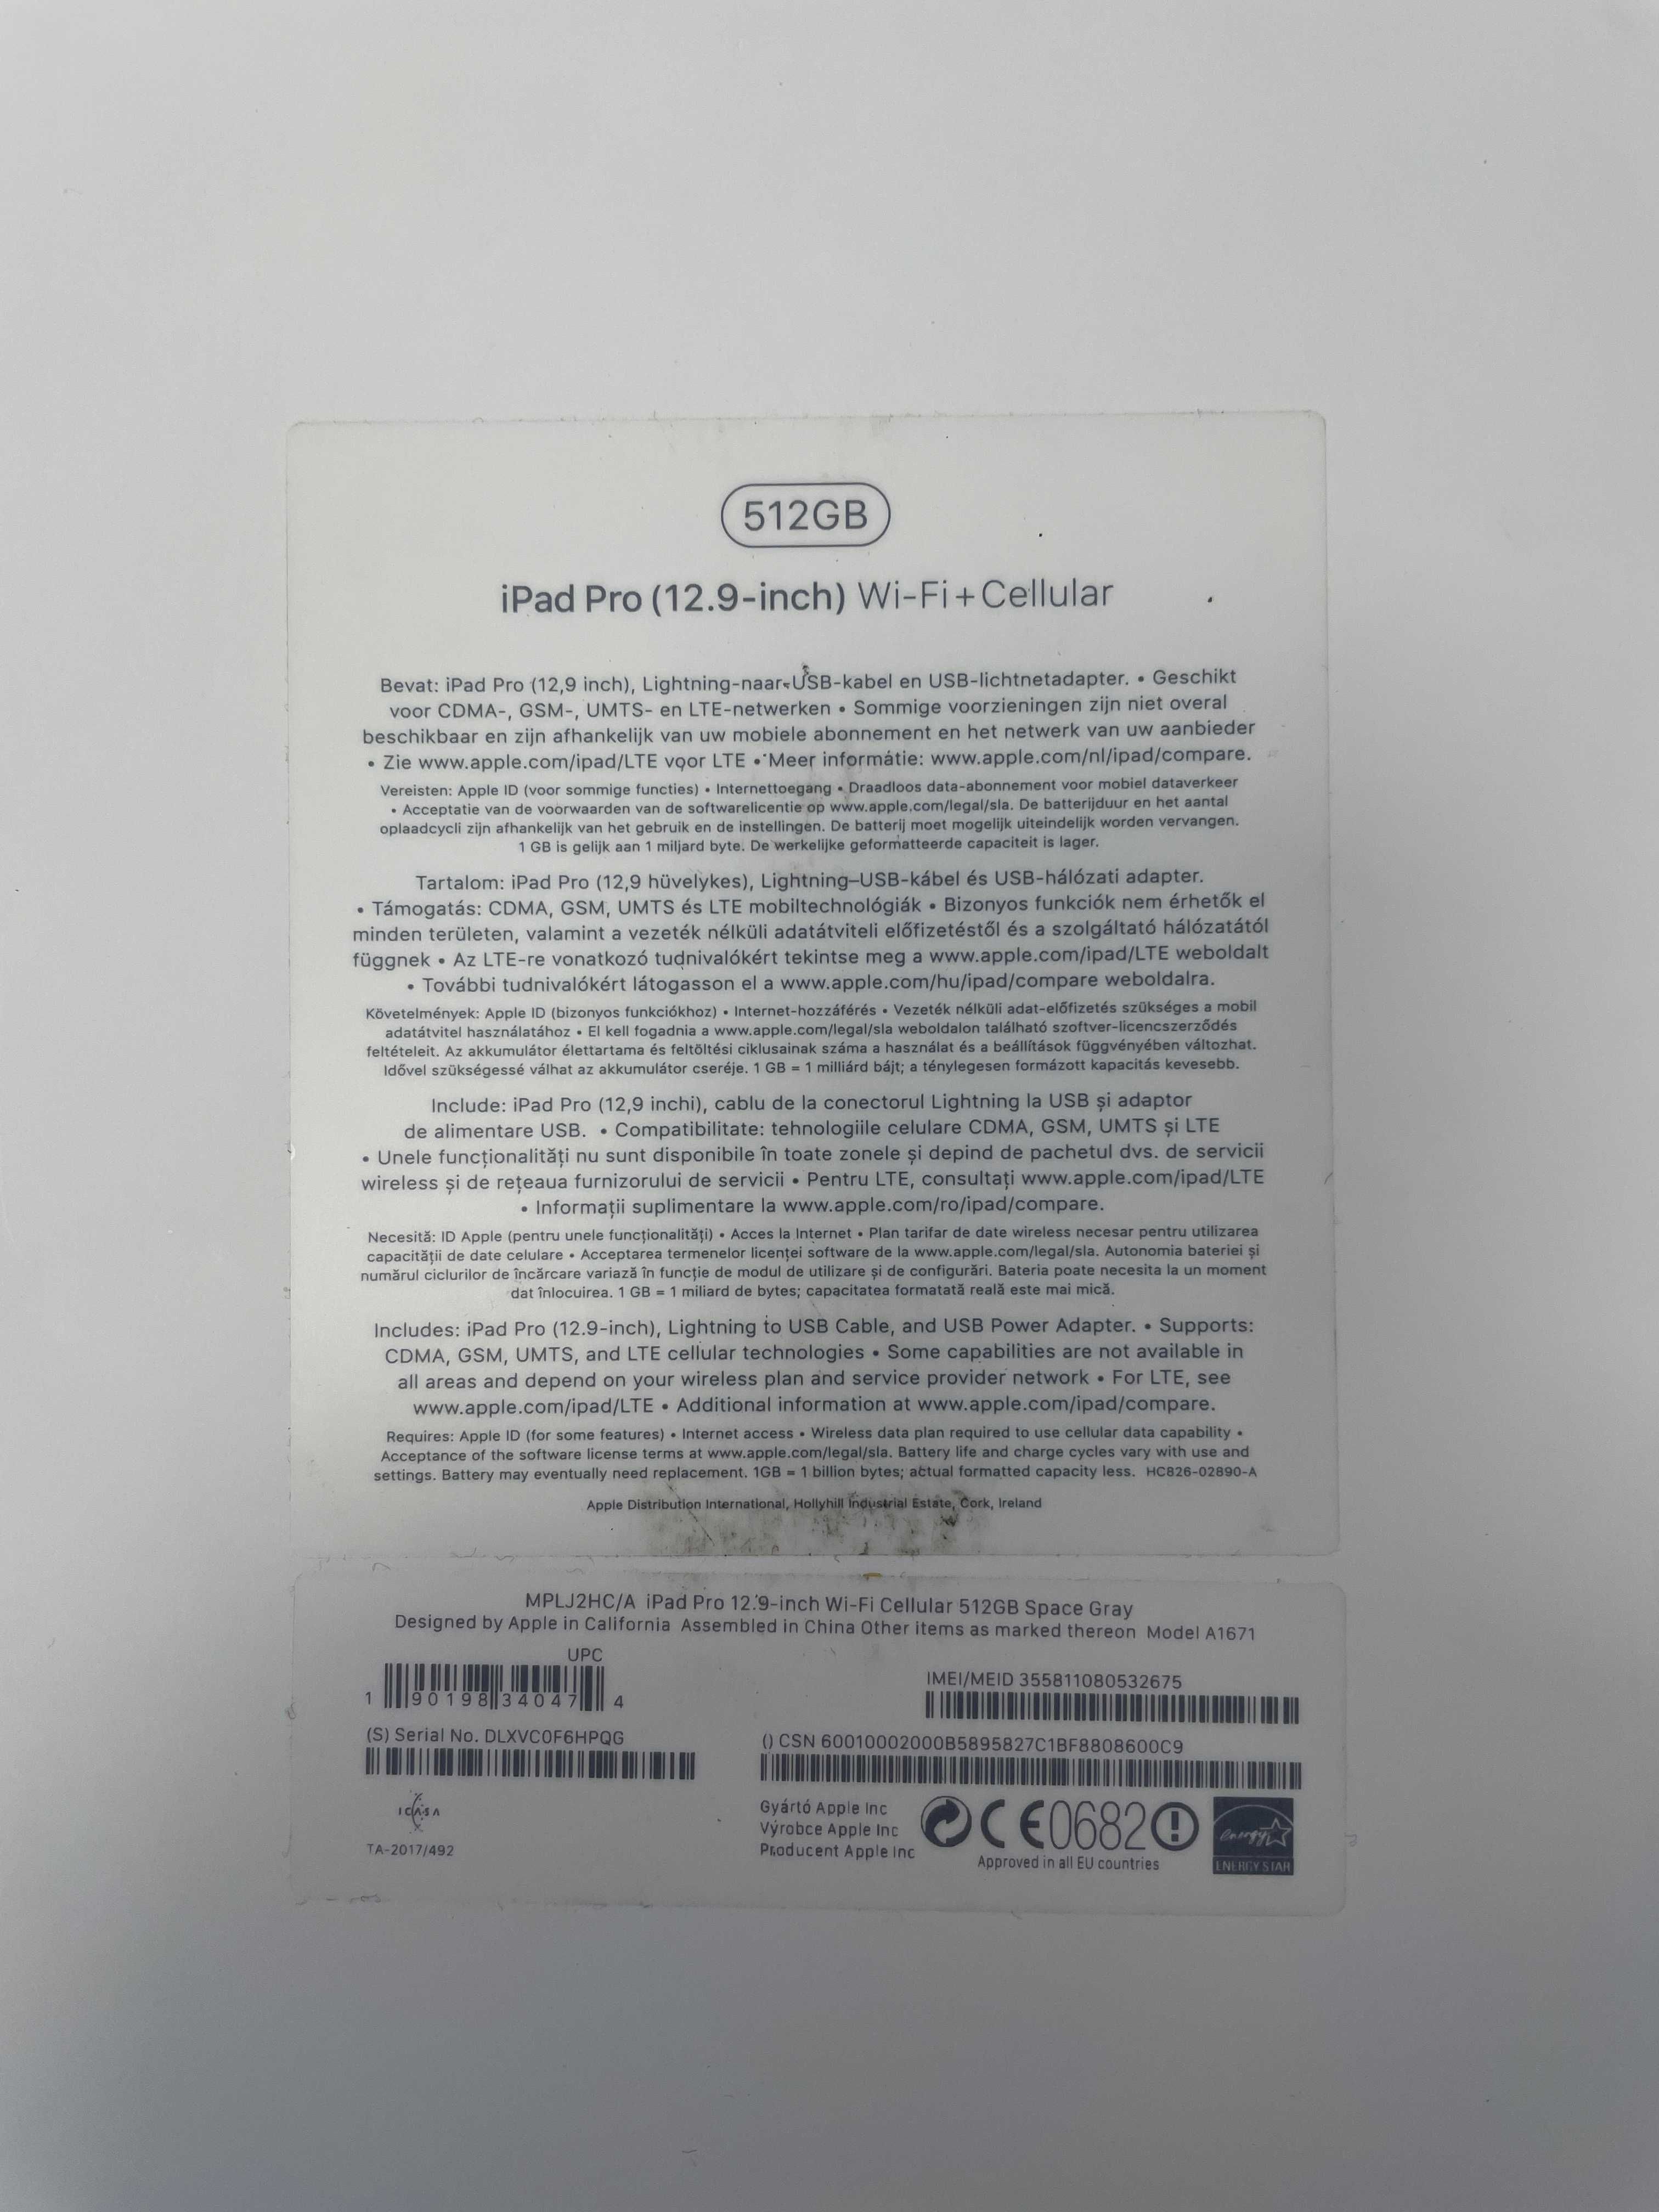 512GB
iPad Pro (12.9-inch) Wi-Fi + Cellular
Bevat: iPad Pro (12,9 inch), Lightning-naar-USB-kabel en USB-lichtnetadapter. • Geschikt
voor CDMA-, GSM-, UMTS- en LTE-netwerken • Sommige voorzieningen zijn niet overal
beschikbaar en zijn afhankelijk van uw mobiele abonnement en het netwerk van uw aanbieder
• Zie www.apple.com/ipad/LTE voor LTE • Meer informatie: www.apple.com/nl/ipad/compare.
Vereisten: Apple ID (voor sommige functies) • Internettoegang • Draadloos data-abonnement voor mobiel dataverkeer
• Acceptatie van de voorwaarden van de softwarelicentie op www.apple.com/legal/sla. De batterijduur en het aantal
oplaadcycli zijn afhankelijk van het gebruik en de instellingen. De batterij moet mogelijk uiteindelijk worden vervangen.
1 GB is gelijk aan 1 miljard byte. De werkelijke geformatteerde capaciteit is lager.
Tartalom: iPad Pro (12,9 hüvelykes), Lightning–USB-kábel és USB-hálózati adapter.
• Támogatás: CDMA, GSM, UMTS és LTE mobiltechnológiák • Bizonyos funkciók nem érhetők el
minden területen, valamint a vezeték nélküli adatátviteli előfizetéstől és a szolgáltató hálózatától
függnek • Az LTE-re vonatkozó tudnivalókért tekintse meg a www.apple.com/ipad/LTE weboldalt
• További tudnivalókért látogasson el a www.apple.com/hu/ipad/compare weboldalra.
Követelmények: Apple ID (bizonyos funkciókhoz) • Internet-hozzáférés • Vezeték nélküli adat-előfizetés szükséges a mobil
adatátvitel használatához • El kell fogadnia a www.apple.com/legal/sla weboldalon található szoftver-licencszerződés
feltételeit. Az akkumulátor élettartama és feltöltési ciklusainak száma a használat és a beállítások függvényében változhat.
Idővel szükségessé válhat az akkumulátor cseréje. 1 GB = 1 milliárd bájt; a ténylegesen formázott kapacitás kevesebb.
Include: iPad Pro (12,9 inchi), cablu de la conectorul Lightning la USB și adaptor
de alimentare USB. • Compatibilitate: tehnologiile celulare CDMA, GSM, UMTS și LTE
• Unele funcționalități nu sunt disponibile în toate zonele și depind de pachetul dvs. de servicii
wireless și de rețeaua furnizorului de servicii • Pentru LTE, consultați www.apple.com/ipad/LTE
• Informații suplimentare la www.apple.com/ro/ipad/compare.
Necesită: ID Apple (pentru unele funcționalități) • Acces la Internet • Plan tarifar de date wireless necesar pentru utilizarea
capacității de date celulare • Acceptarea termenelor licenței software de la www.apple.com/legal/sla. Autonomia bateriei și
numărul ciclurilor de încărcare variază în funcție de modul de utilizare și de configurări. Bateria poate necesita la un moment
dat înlocuirea. 1 GB = 1 miliard de bytes; capacitatea formatată reală este mai mică.
Includes: iPad Pro (12.9-inch), Lightning to USB Cable, and USB Power Adapter. • Supports:
CDMA, GSM, UMTS, and LTE cellular technologies • Some capabilities are not available in
all areas and depend on your wireless plan and service provider network • For LTE, see
www.apple.com/ipad/LTE • Additional information at www.apple.com/ipad/compare.
Requires: Apple ID (for some features) • Internet access • Wireless data plan required to use cellular data capability •
Acceptance of the software license terms at www.apple.com/legal/sla. Battery life and charge cycles vary with use and
settings. Battery may eventually need replacement. 1GB = 1 billion bytes; actual formatted capacity less. HC826-02890-A
Apple Distribution International, Hollyhill Industrial Estate, Cork, Ireland
MPLJ2HC/A iPad Pro 12.9-inch Wi-Fi Cellular 512GB Space Gray
Designed by Apple in California Assembled in China Other items as marked thereon Model A1671
UPC
1 90198 34047 4
IMEI/MEID 355811080532675
(S) Serial No. DLXVC0F6HPQG
() CSN 60010002000B5895827C1BF8808600C9
ICASA
TA-2017/492
Gyártó Apple Inc
Výrobce Apple Inc
Producent Apple Inc
CE0682
Approved in all EU countries
energy
ENERGY STAR